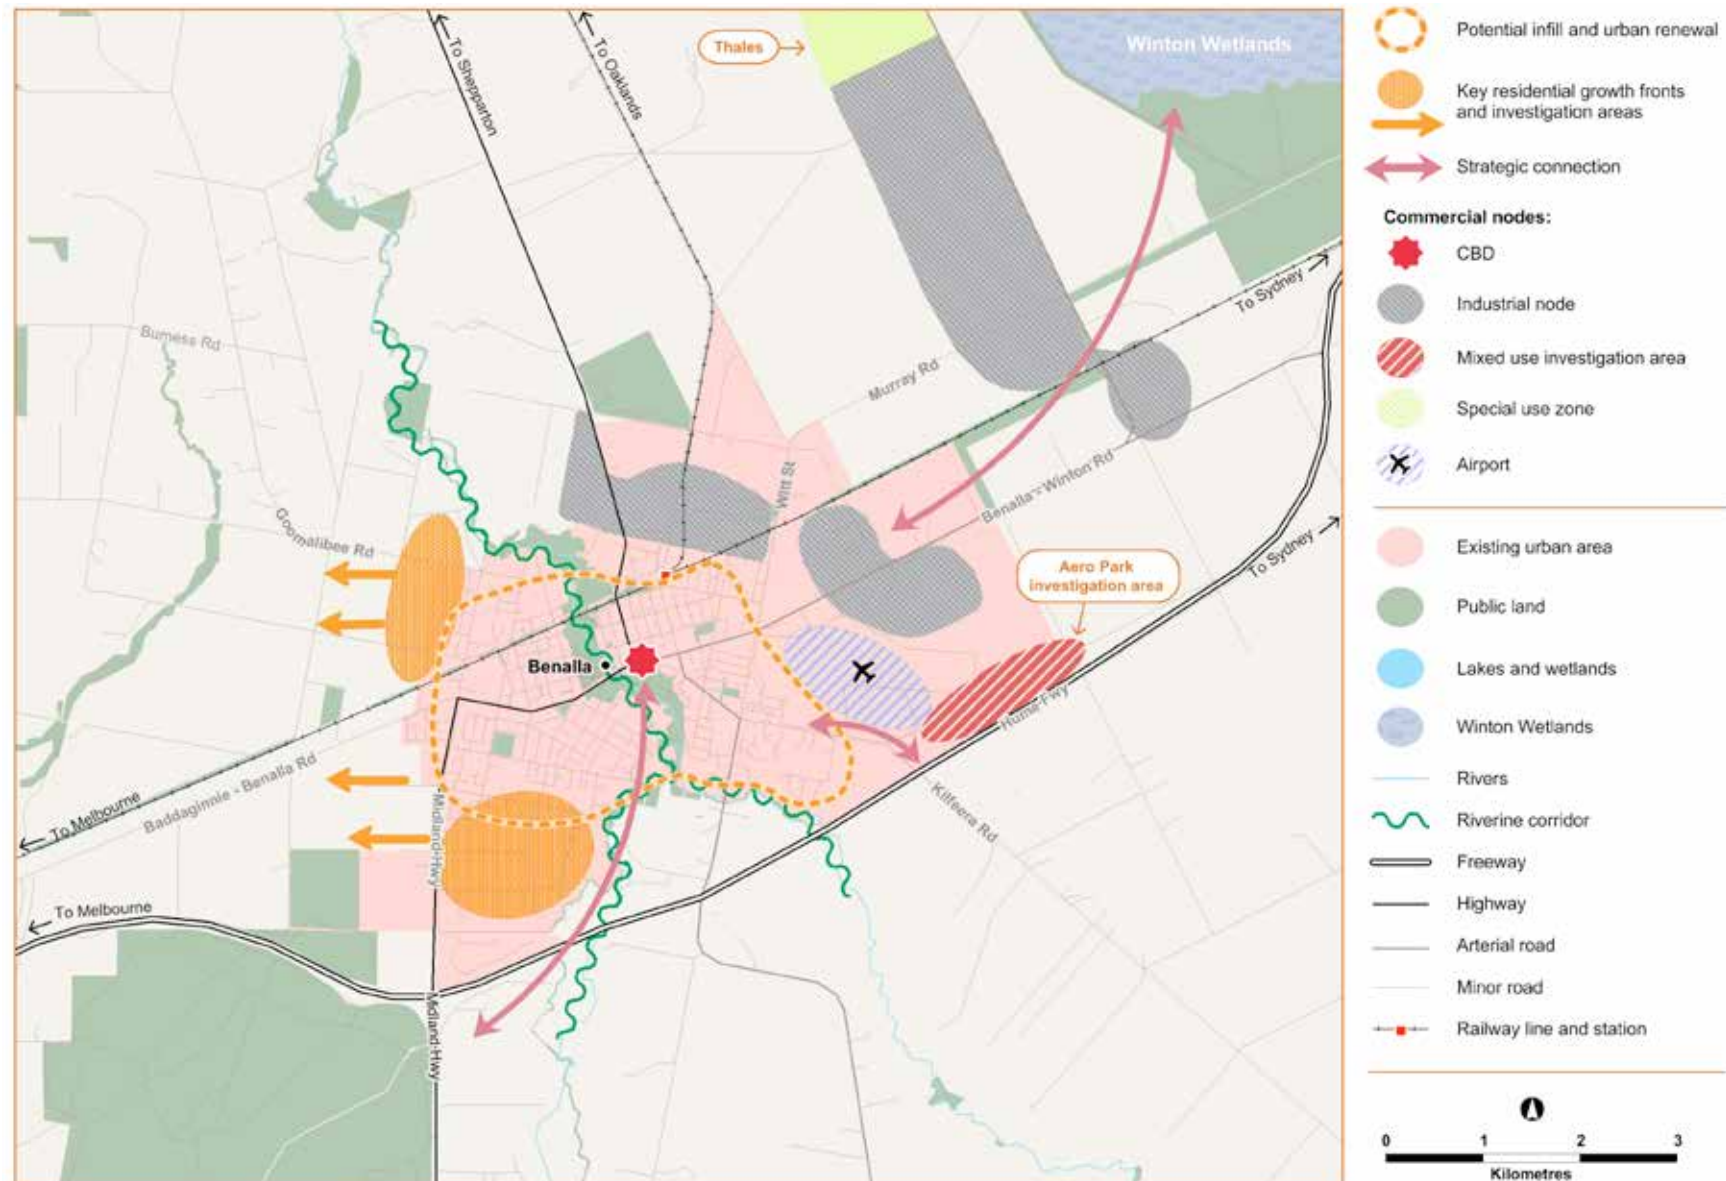 To Shepparton
To Oaklands
Thales
Winton Wetlands
To Sydney
Burness Rd
Murray Rd
Witt St
Benalla - Winton Rd
Goomalibee Rd
To Sydney
Aero Park
investigation area
Benalla
Hume Fwy
Kilfeera Rd
Baddaginnie - Benalla Rd
To Melbourne
Midland Hwy
To Melbourne
Midland Hwy
Potential infill and urban renewal
Key residential growth fronts
and investigation areas
Strategic connection
Commercial nodes:
CBD
Industrial node
Mixed use investigation area
Special use zone
Airport
Existing urban area
Public land
Lakes and wetlands
Winton Wetlands
Rivers
Riverine corridor
Freeway
Highway
Arterial road
Minor road
Railway line and station
0 1 2 3
Kilometres